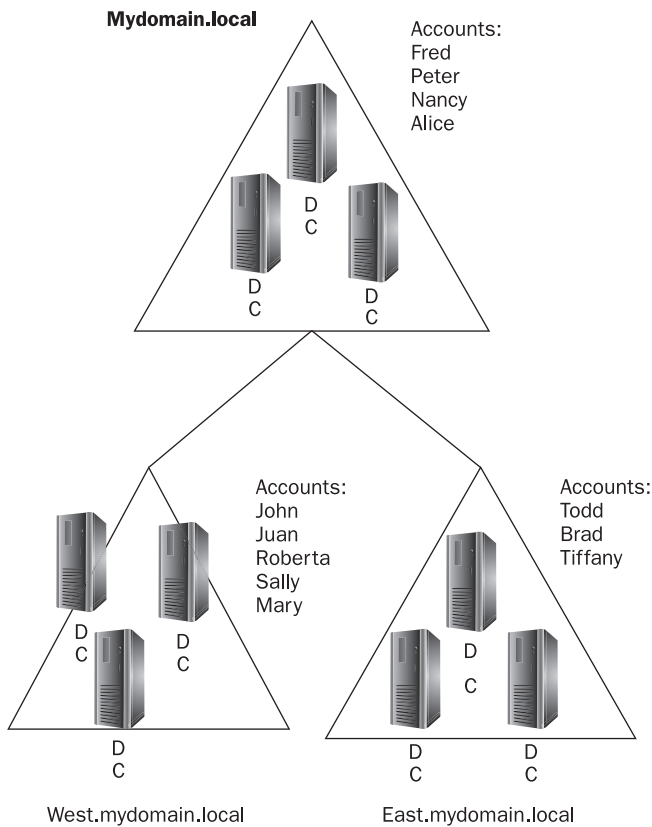 Mydomain.local
Accounts:
Fred
Peter
Nancy
Alice
D
C
D
C
D
C
Accounts:
John
Juan
Roberta
Sally
Mary
D
C
D
C
D
C
West.mydomain.local
Accounts:
Todd
Brad
Tiffany
D
C
D
C
D
C
East.mydomain.local